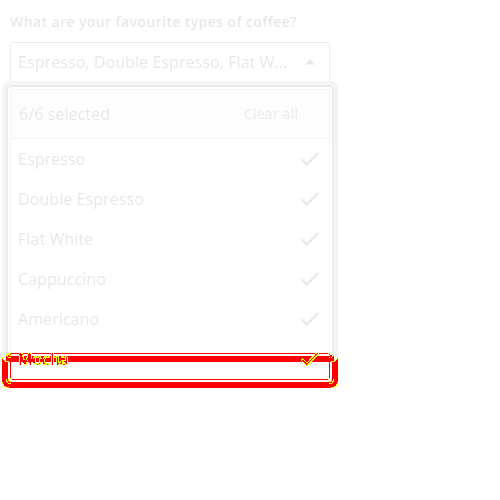 What are your favourite types of coffee?
Espresso, Double Espresso, Flat W...
6/6 selected Clear all
Espresso
Double Espresso
Flat White
Cappuccino
Americano
Mocha